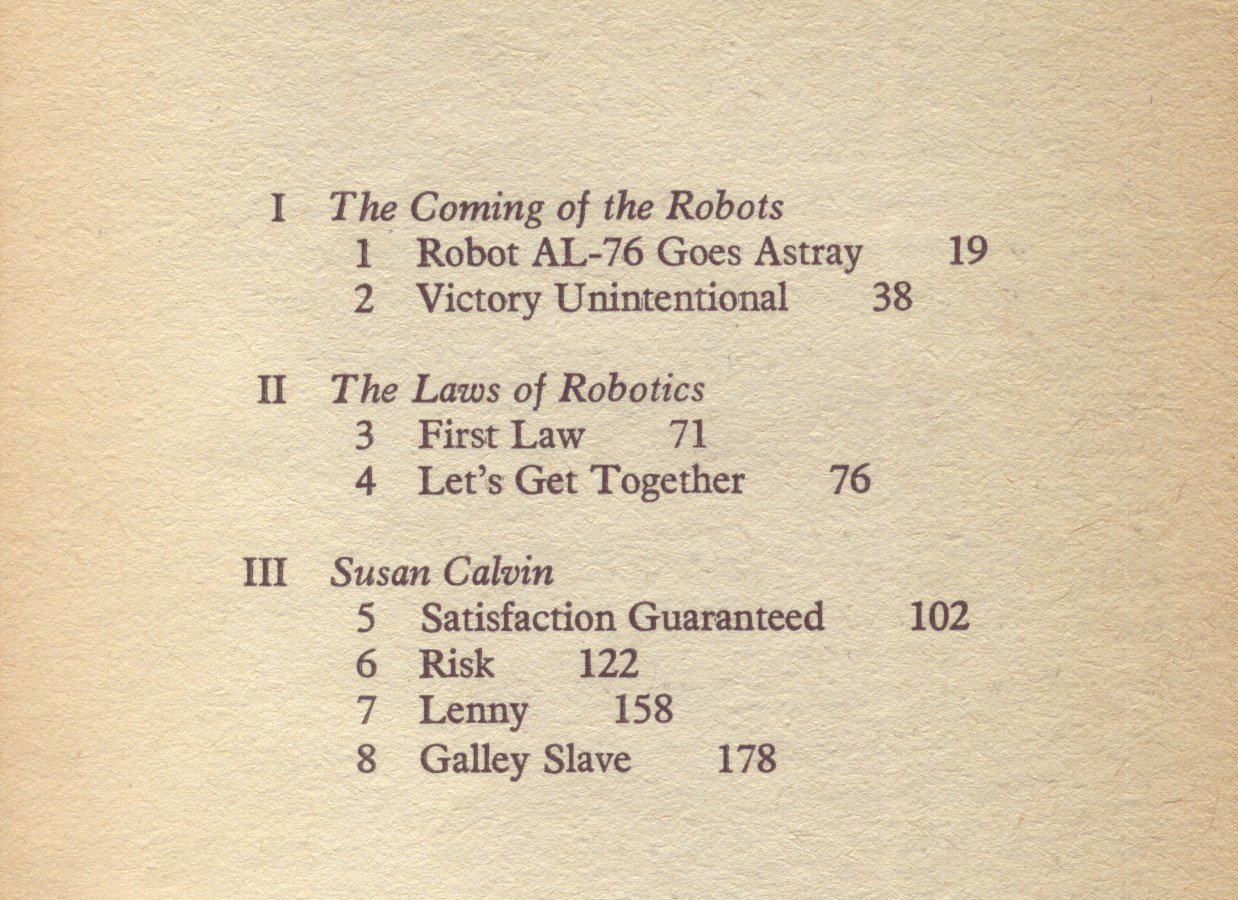 I The Coming of the Robots
1 Robot AL-76 Goes Astray 19
2 Victory Unintentional 38
II The Laws of Robotics
3 First Law 71
4 Let's Get Together 76
III Susan Calvin
5 Satisfaction Guaranteed 102
6 Risk 122
7 Lenny 158
8 Galley Slave 178